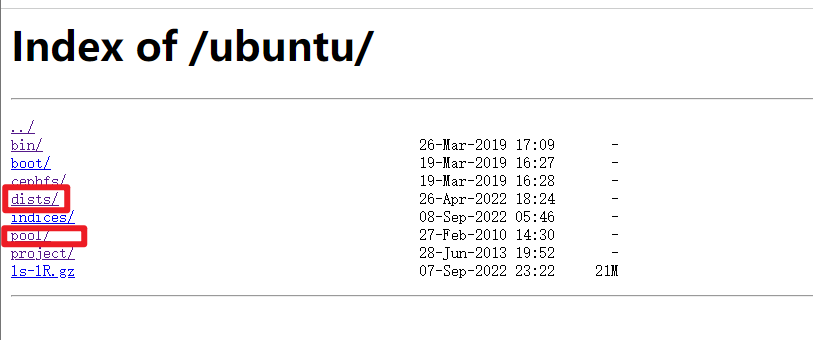 Index of /ubuntu/
../
bin/ 26-Mar-2019 17:09 -
boot/ 19-Mar-2019 16:27 -
cephfs/ 19-Mar-2019 16:28 -
dists/ 26-Apr-2022 18:24 -
indices/ 08-Sep-2022 05:46 -
pool/ 27-Feb-2010 14:30 -
project/ 28-Jun-2013 19:52 -
ls-lR.gz 07-Sep-2022 23:22 21M